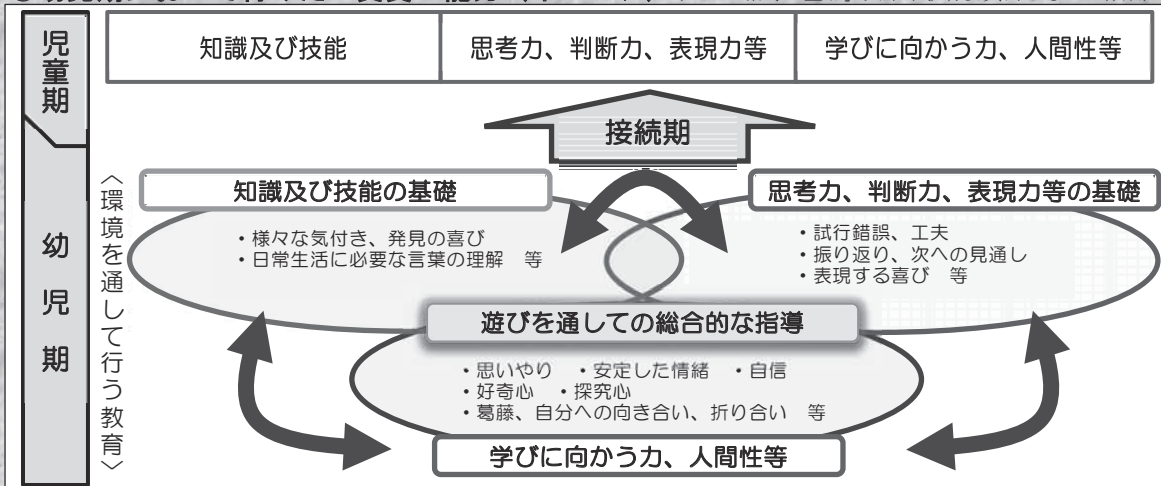 児童期
知識及び技能
思考力、判断力、表現力等
学びに向かう力、人間性等
接続期
幼児期
〈環境を通して行う教育〉
知識及び技能の基礎
・様々な気付き、発見の喜び
・日常生活に必要な言葉の理解　等
思考力、判断力、表現力等の基礎
・試行錯誤、工夫
・振り返り、次への見通し
・表現する喜び　等
遊びを通しての総合的な指導
・思いやり　・安定した情緒　・自信
・好奇心　・探究心
・葛藤、自分への向き合い、折り合い　等
学びに向かう力、人間性等